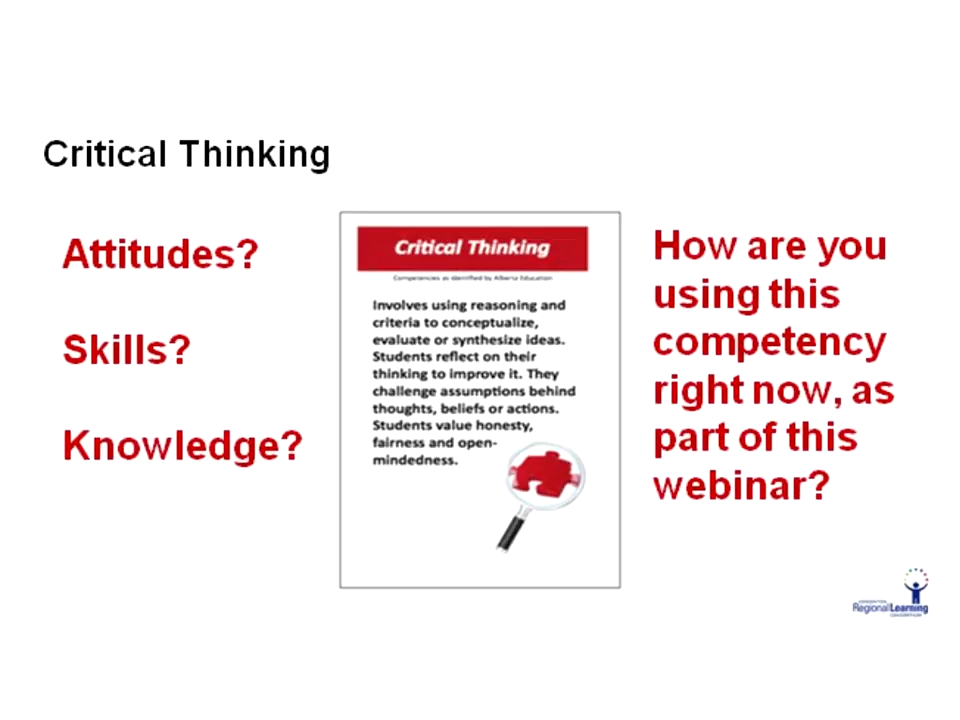 Critical Thinking
Attitudes?
Skills?
Knowledge?
Critical Thinking
Competencies as identified by Alberta Education
Involves using reasoning and
criteria to conceptualize,
evaluate or synthesize ideas.
Students reflect on their
thinking to improve it. They
challenge assumptions behind
thoughts, beliefs or actions.
Students value honesty,
fairness and open-
mindedness.
How are you
using this
competency
right now, as
part of this
webinar?
Regional Learning
CONSORTIUM